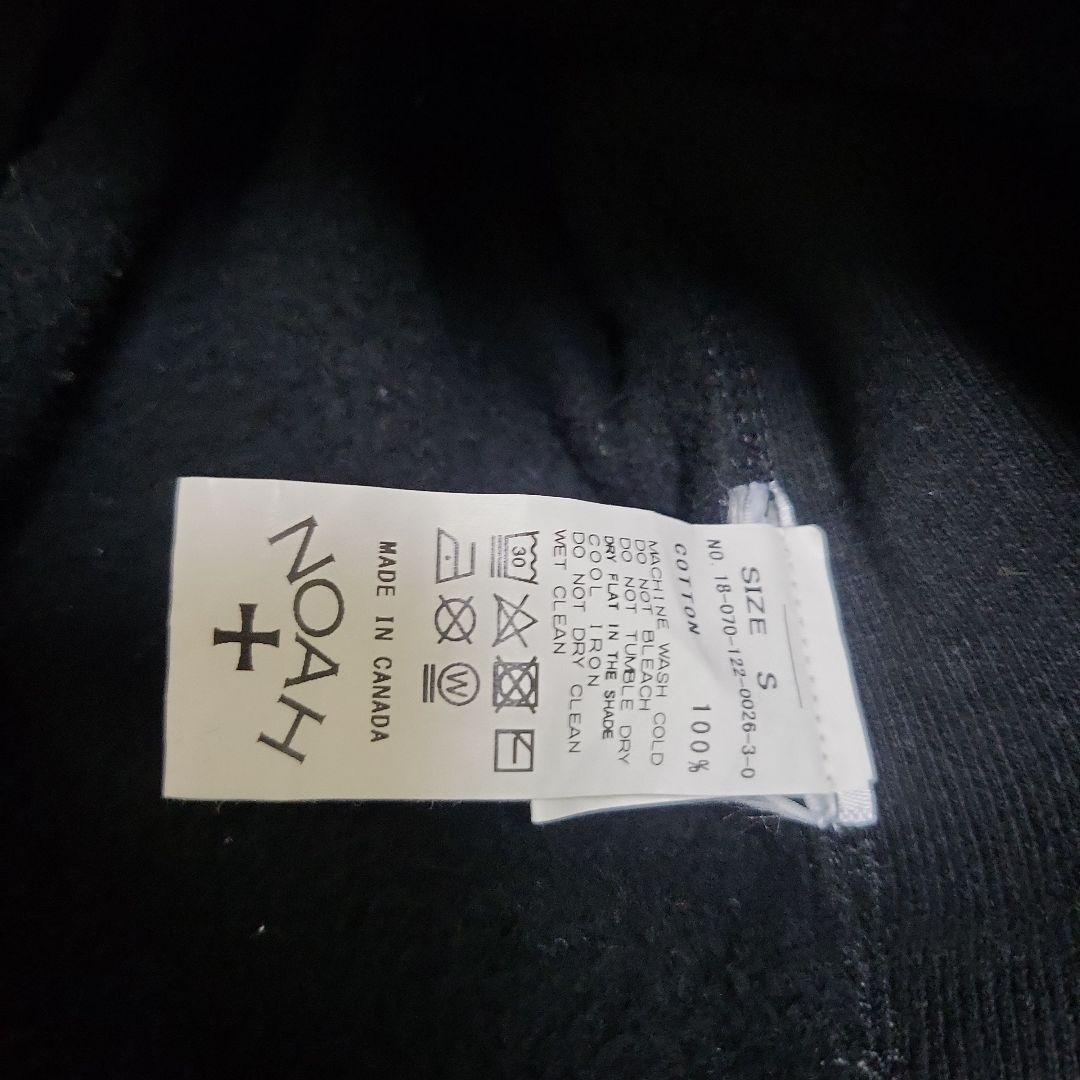 SIZE S
NO. 18-070-122-0026-3-0
COTTON 100%
MACHINE WASH COLD
DO NOT BLEACH
DO NOT TUMBLE DRY
DRY FLAT IN THE SHADE
COOL IRON
DO NOT DRY CLEAN
WET CLEAN
30
W
MADE IN CANADA
NOAH